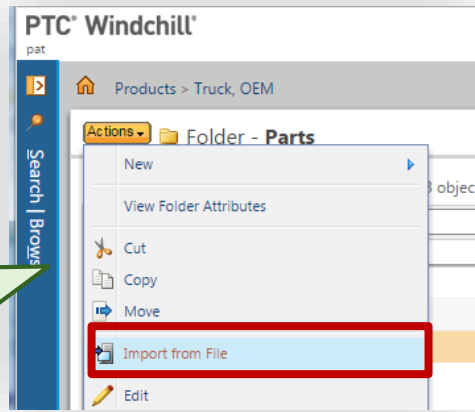 PTC® Windchill®
pat
Products > Truck, OEM
Actions
Folder - Parts
New
View Folder Attributes
Cut
Copy
Move
Import from File
Edit
Search | Brows